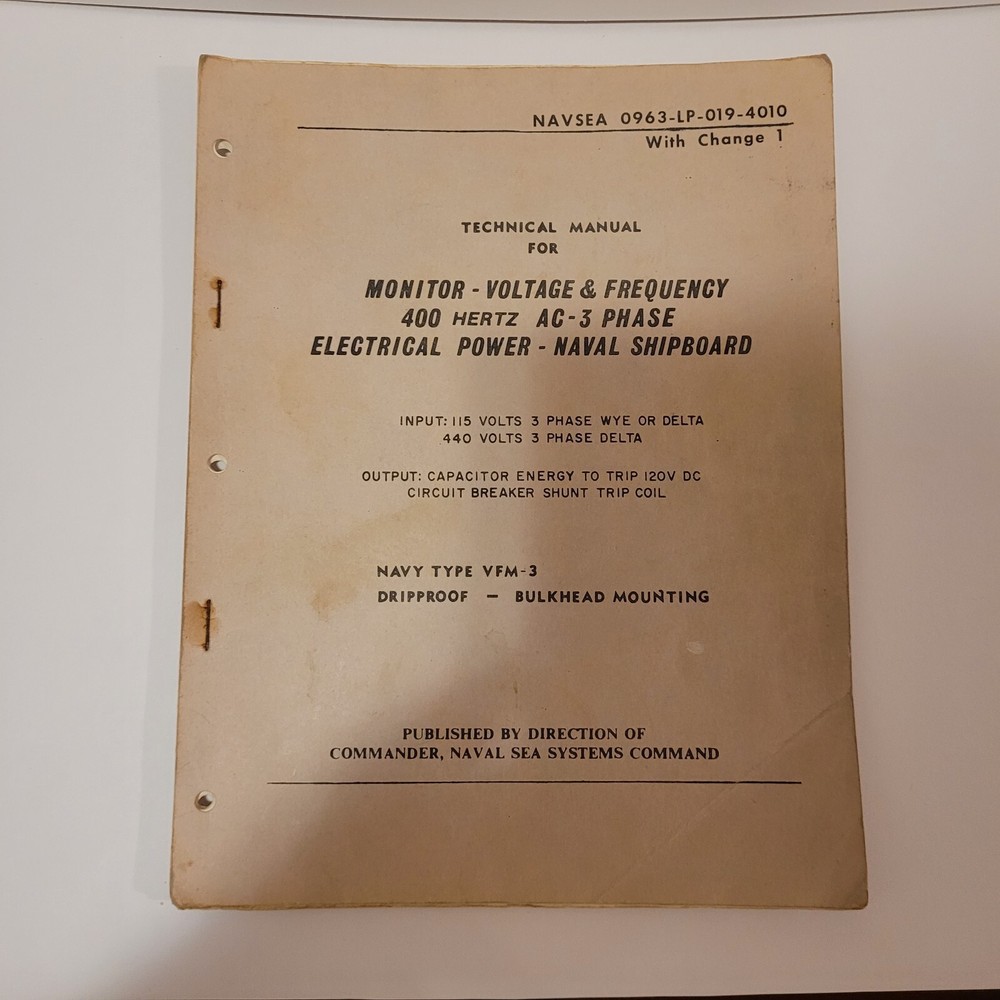 NAVSEA 0963-LP-019-4010
With Change 1
TECHNICAL MANUAL
FOR
MONITOR - VOLTAGE & FREQUENCY
400 HERTZ AC-3 PHASE
ELECTRICAL POWER - NAVAL SHIPBOARD
INPUT: 115 VOLTS 3 PHASE WYE OR DELTA
440 VOLTS 3 PHASE DELTA
OUTPUT: CAPACITOR ENERGY TO TRIP 120V DC
CIRCUIT BREAKER SHUNT TRIP COIL
NAVY TYPE VFM-3
DRIPPROOF — BULKHEAD MOUNTING
PUBLISHED BY DIRECTION OF
COMMANDER, NAVAL SEA SYSTEMS COMMAND